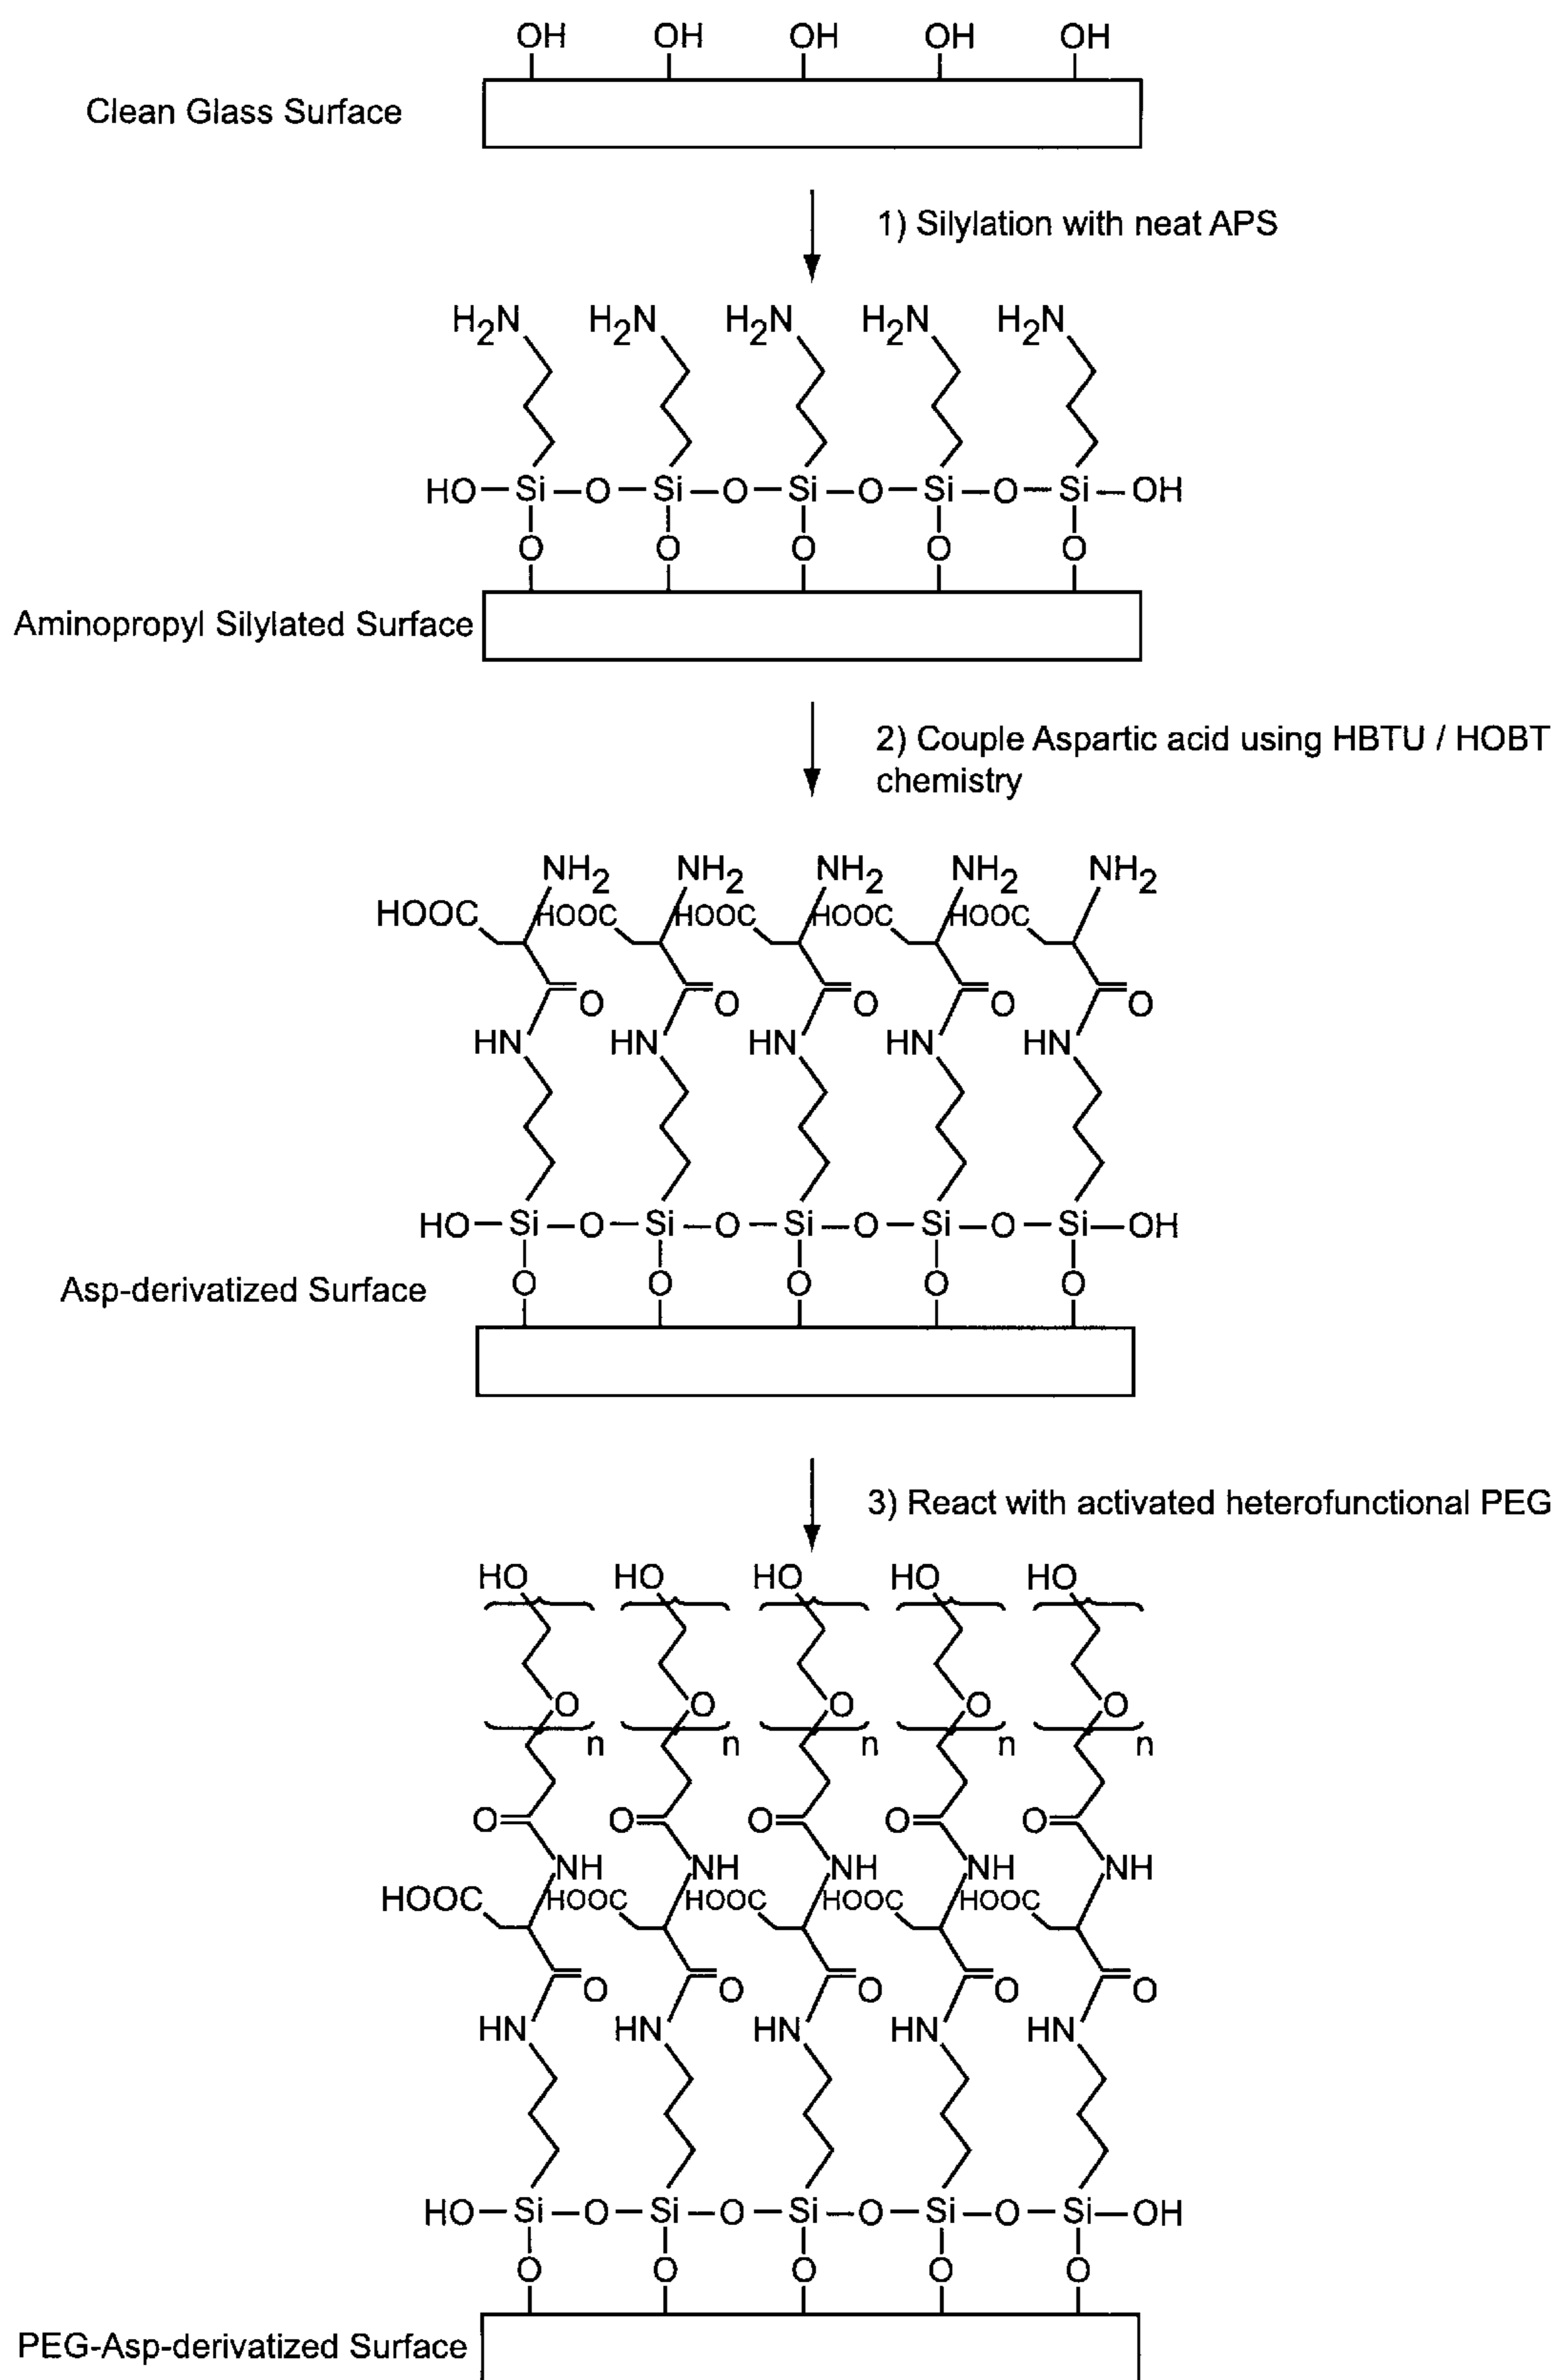 OH OH OH OH OH
Clean Glass Surface
1) Silylation with neat APS
H2N H2N H2N H2N H2N
HO Si O Si O Si O Si O Si OH
O O O O O
Aminopropyl Silylated Surface
2) Couple Aspartic acid using HBTU / HOBT
chemistry
NH2 NH2 NH2 NH2 NH2
HOOC HOOC HOOC HOOC HOOC
O O O O O
HN HN HN HN HN
HO Si O Si O Si O Si O Si OH
O O O O O
Asp-derivatized Surface
3) React with activated heterofunctional PEG
HO HO HO HO HO
O O O O O
n n n n n
O O O O O
NH NH NH NH NH
HOOC HOOC HOOC HOOC HOOC
O O O O O
HN HN HN HN HN
HO Si O Si O Si O Si O Si OH
O O O O O
PEG-Asp-derivatized Surface